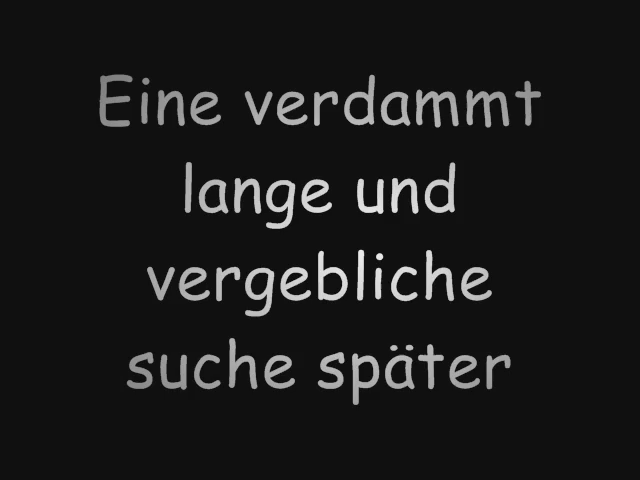 Eine verdammt
lange und
vergebliche
suche später